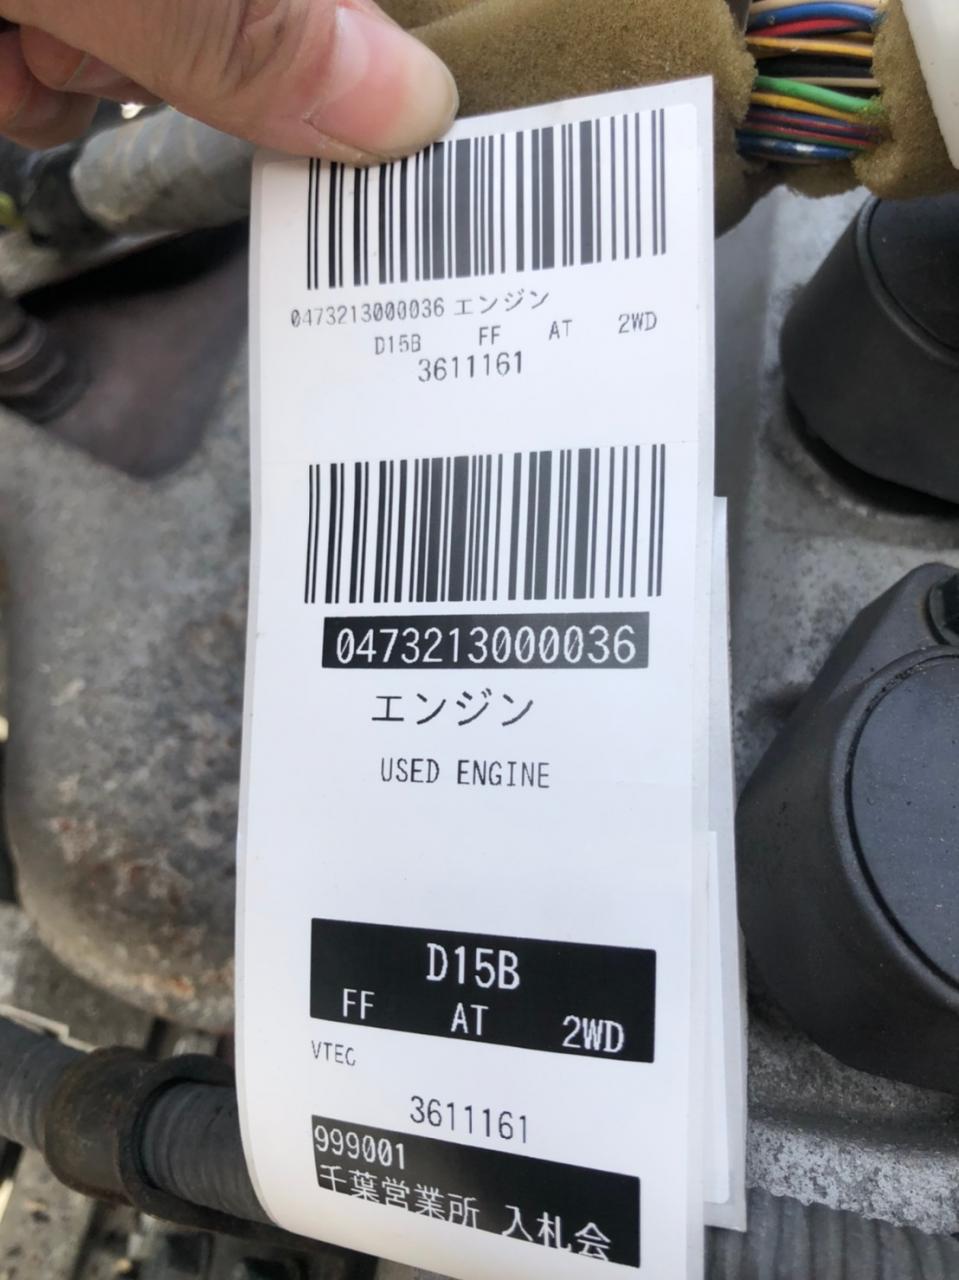 0473213000036 エンジン
D15B FF AT 2WD
3611161
0473213000036
エンジン
USED ENGINE
D15B
FF AT 2WD
VTEC
3611161
999001
千葉営業所 入札会